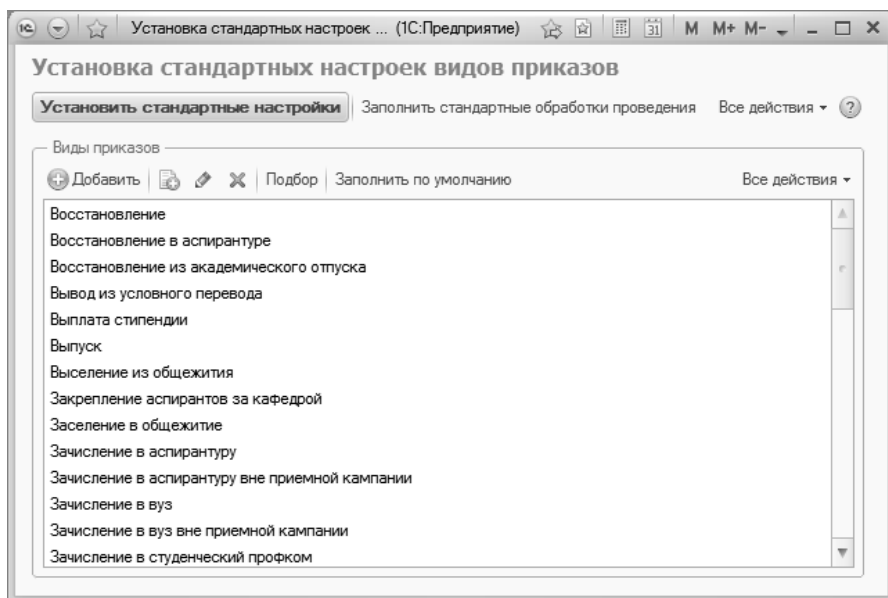 1С Установка стандартных настроек ... (1С:Предприятие) 31 M M+ M-
Установка стандартных настроек видов приказов
Установить стандартные настройки Заполнить стандартные обработки проведения Все действия ?
Виды приказов
Добавить Подбор Заполнить по умолчанию Все действия
Восстановление
Восстановление в аспирантуре
Восстановление из академического отпуска
Вывод из условного перевода
Выплата стипендии
Выпуск
Выселение из общежития
Закрепление аспирантов за кафедрой
Заселение в общежитие
Зачисление в аспирантуру
Зачисление в аспирантуру вне приемной кампании
Зачисление в вуз
Зачисление в вуз вне приемной кампании
Зачисление в студенческий профком